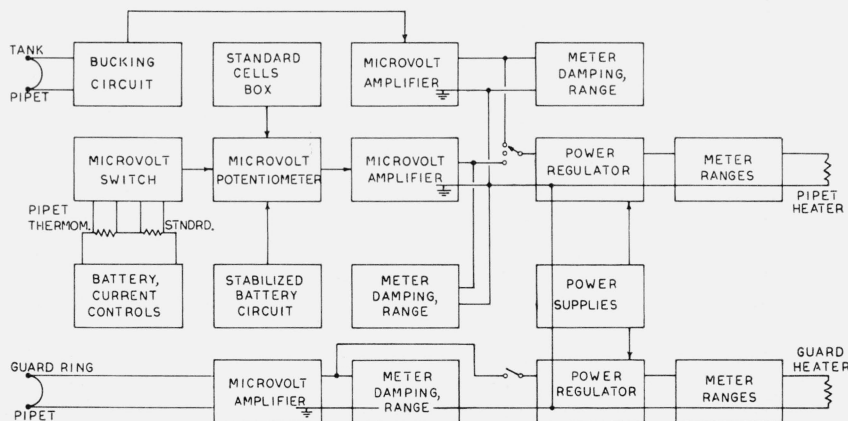 TANK
PIPET
BUCKING
CIRCUIT
STANDARD
CELLS
BOX
MICROVOLT
AMPLIFIER
METER
DAMPING,
RANGE
MICROVOLT
SWITCH
MICROVOLT
POTENTIOMETER
MICROVOLT
AMPLIFIER
POWER
REGULATOR
METER
RANGES
PIPET
HEATER
PIPET
THERMOM.
STNDRD.
BATTERY,
CURRENT
CONTROLS
STABILIZED
BATTERY
CIRCUIT
METER
DAMPING,
RANGE
POWER
SUPPLIES
GUARD RING
PIPET
MICROVOLT
AMPLIFIER
METER
DAMPING,
RANGE
POWER
REGULATOR
METER
RANGES
GUARD
HEATER